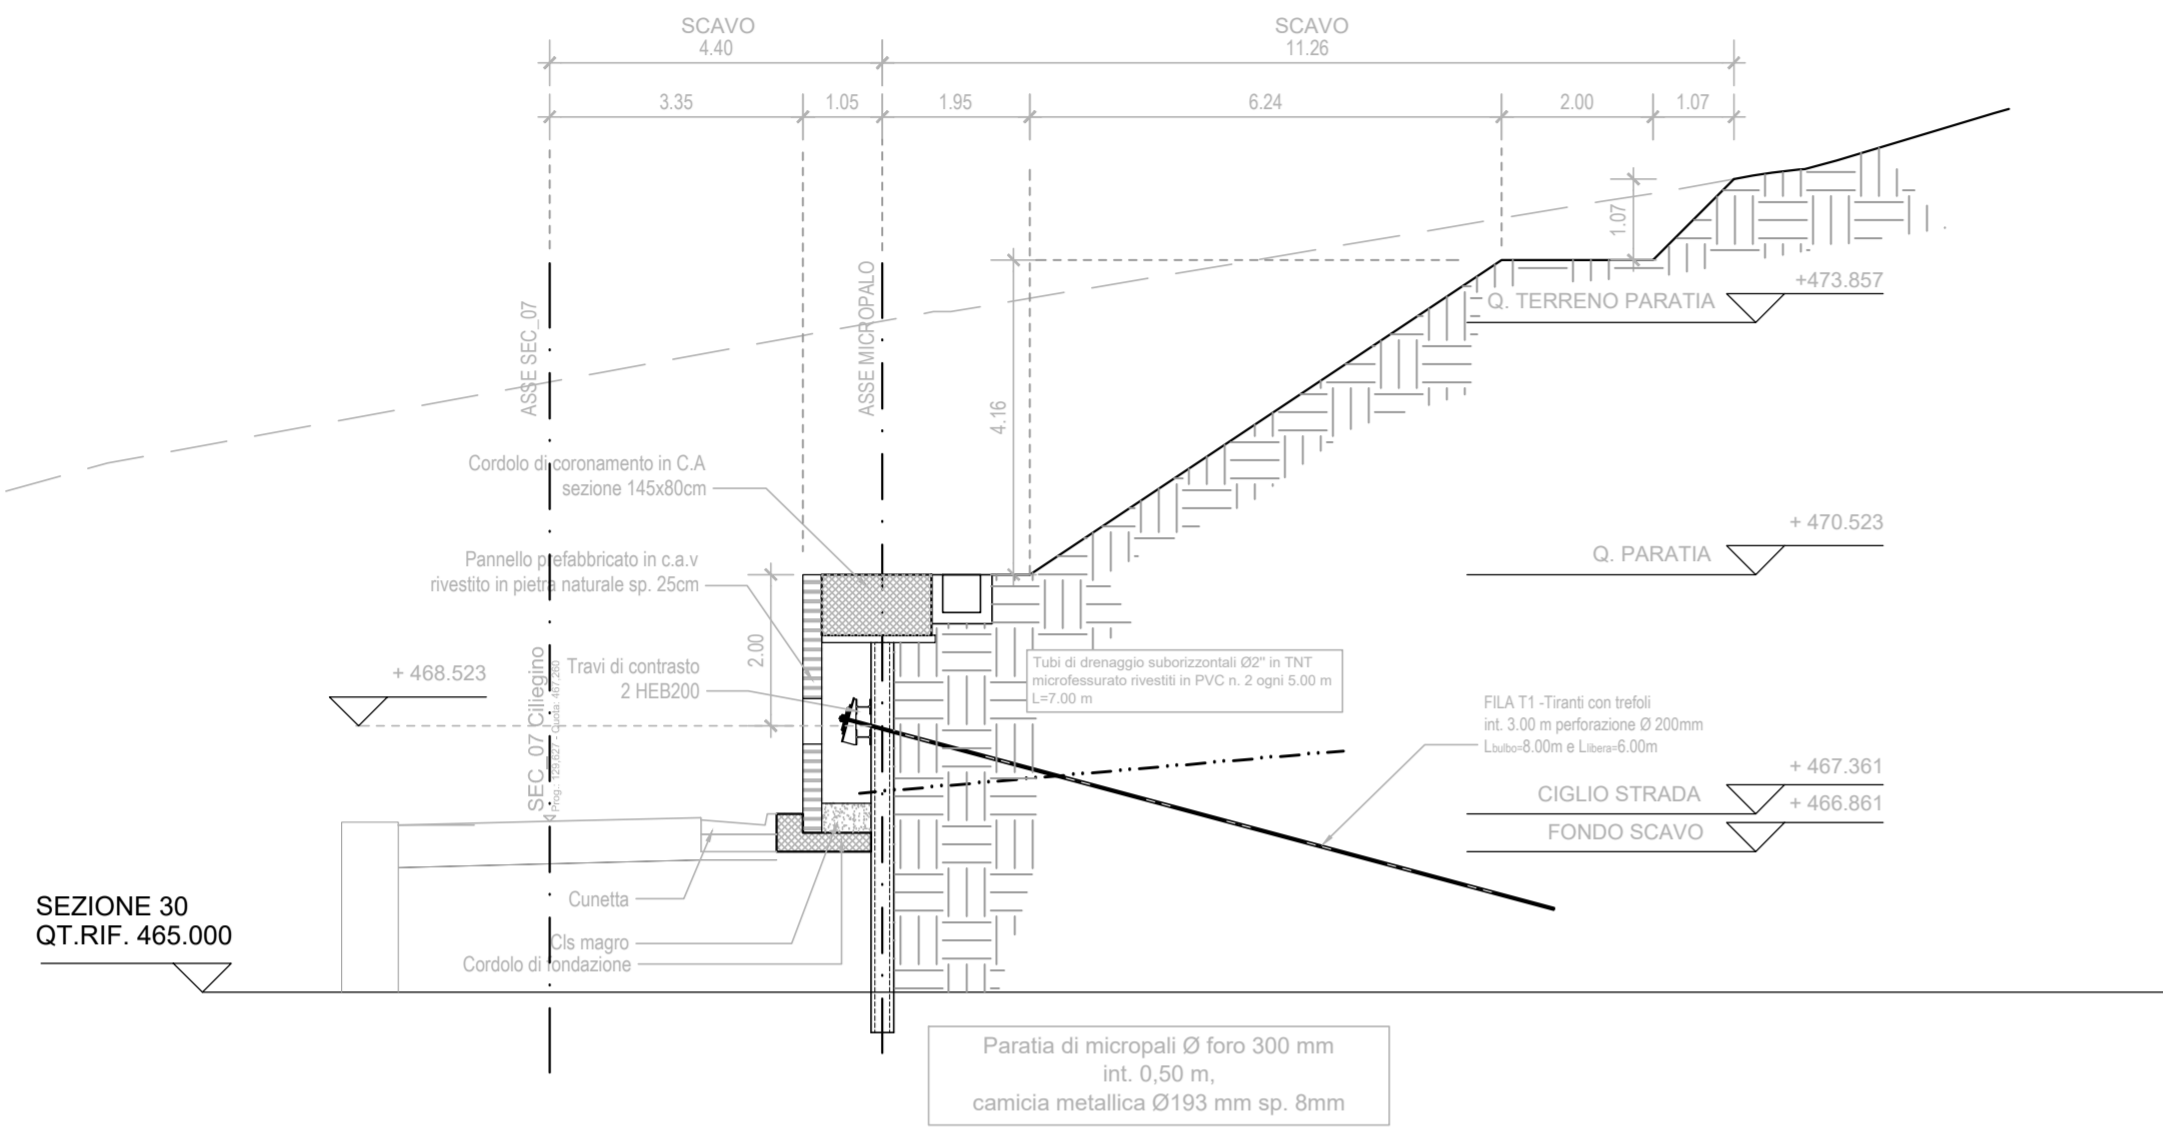 SCAVO
4.40
SCAVO
11.26
3.35
1.05
1.95
6.24
2.00
1.07
1.07
+473.857
Q. TERRENO PARATIA
ASSE SEC_07
ASSE MICROPALO
4.16
Cordolo di coronamento in C.A
sezione 145x80cm
+ 470.523
Q. PARATIA
Pannello prefabbricato in c.a.v
rivestito in pietra naturale sp. 25cm
2.00
+ 468.523
Travi di contrasto
2 HEB200
Tubi di drenaggio suborizzontali Ø2" in TNT
microfessurato rivestiti in PVC n. 2 ogni 5.00 m
L=7.00 m
SEC_07 Ciliegino
Prog.: 129,627 - Quota: 467,260
FILA T1 -Tiranti con trefoli
int. 3.00 m perforazione Ø 200mm
Lbulbo=8.00m e Llibera=6.00m
+ 467.361
CIGLIO STRADA
+ 466.861
FONDO SCAVO
Cunetta
SEZIONE 30
QT.RIF. 465.000
Cls magro
Cordolo di fondazione
Paratia di micropali Ø foro 300 mm
int. 0,50 m,
camicia metallica Ø193 mm sp. 8mm